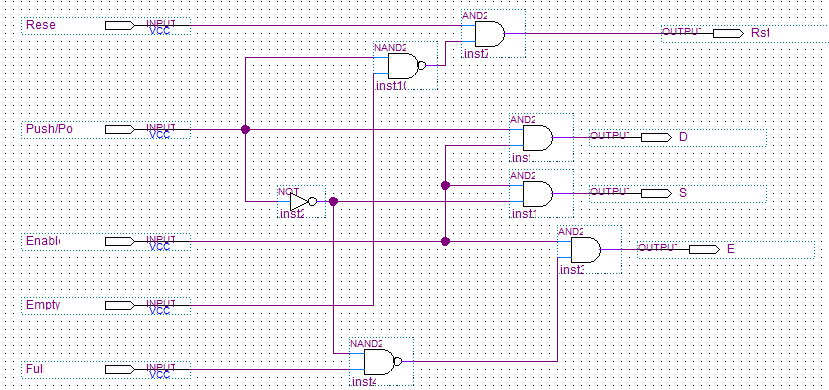 AND2
Rese INPUT
VCC
OUTPUT Rst
inst7
NAND2
inst10
AND2
Push/Po INPUT
VCC
OUTPUT D
inst
AND2
NOT
OUTPUT S
inst2
inst
AND2
Enabl INPUT
VCC
OUTPUT E
inst
Empty INPUT
VCC
NAND2
Ful INPUT
VCC
inst4